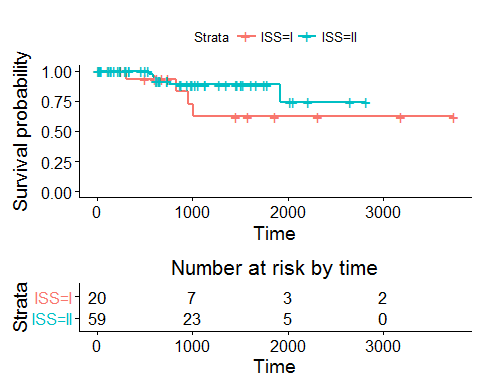 Strata ISS=I ISS=II
Survival probability
1.00
0.75
0.50
0.25
0.00
0 1000 2000 3000
Time
Number at risk by time
Strata
ISS=I 20 7 3 2
ISS=II 59 23 5 0
0 1000 2000 3000
Time